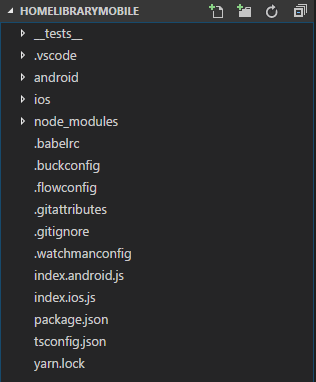 HOMELIBRARYMOBILE
__tests__
.vscode
android
ios
node_modules
.babelrc
.buckconfig
.flowconfig
.gitattributes
.gitignore
.watchmanconfig
index.android.js
index.ios.js
package.json
tsconfig.json
yarn.lock